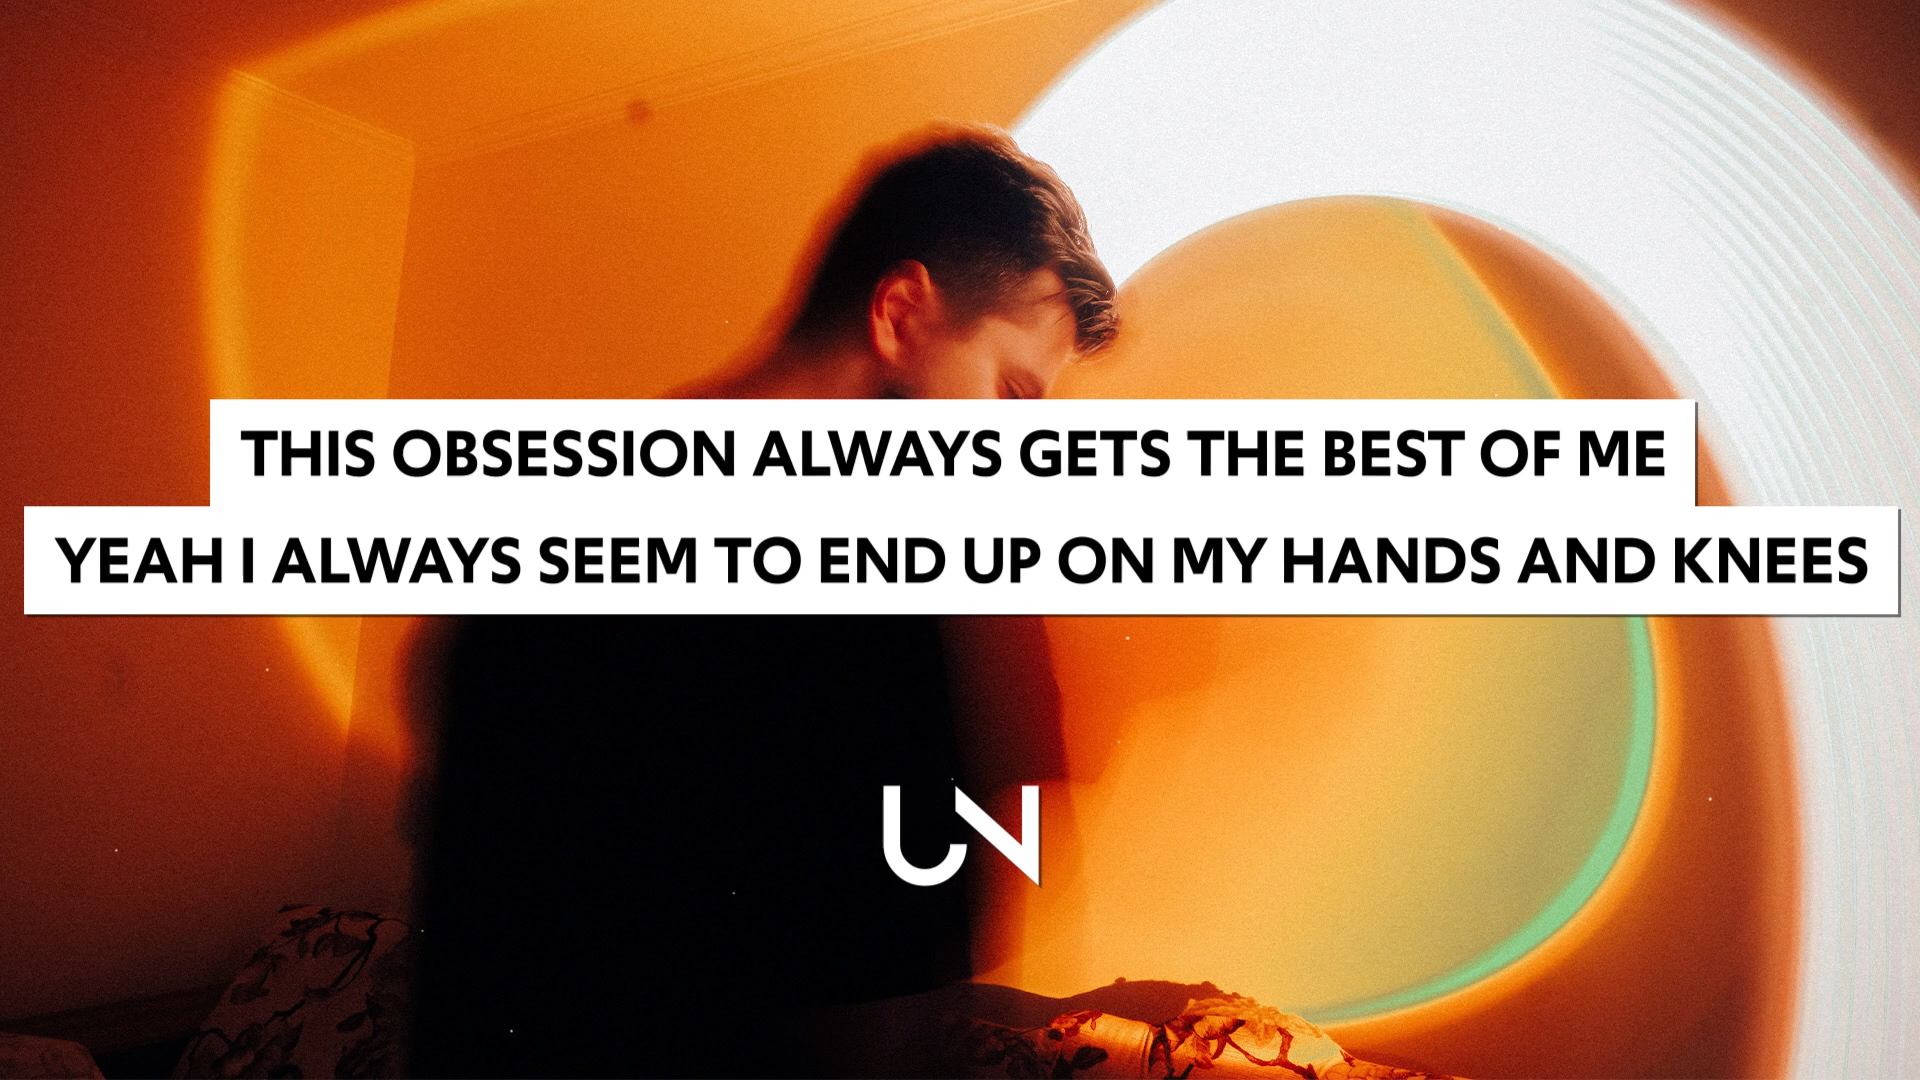 THIS OBSESSION ALWAYS GETS THE BEST OF ME
YEAH I ALWAYS SEEM TO END UP ON MY HANDS AND KNEES
UN